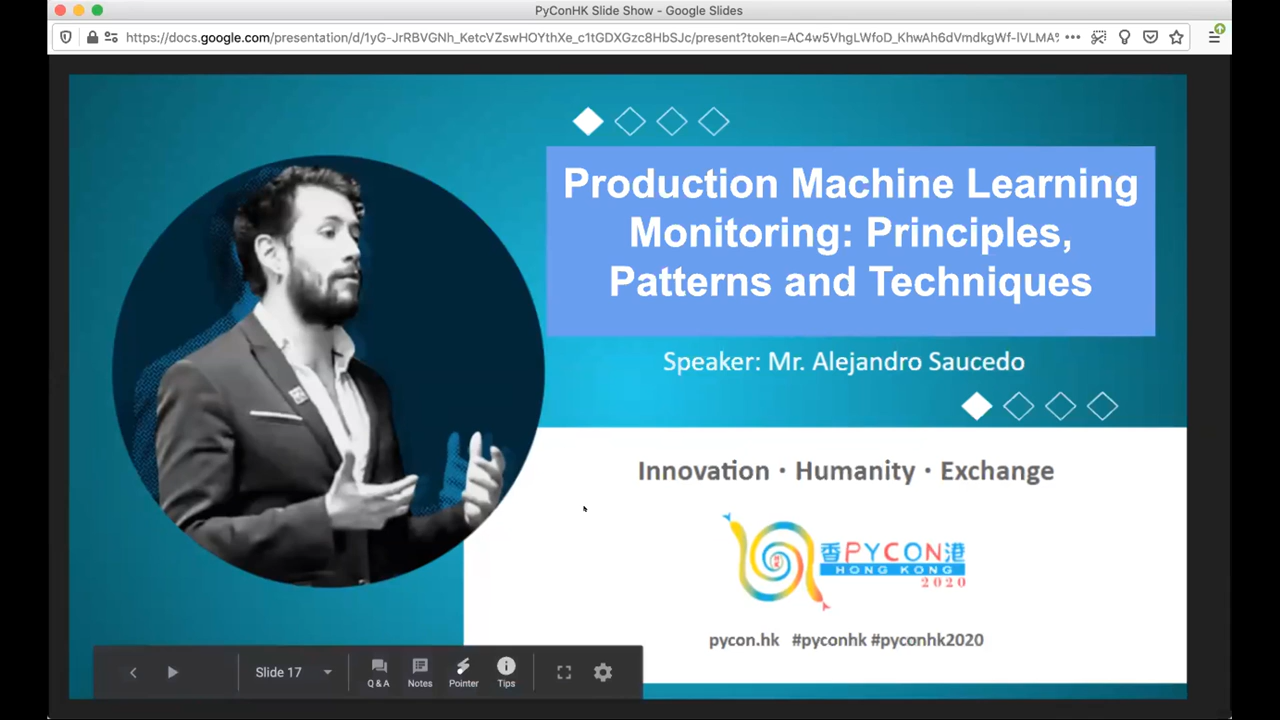 PyConHK Slide Show - Google Slides
https://docs.google.com/presentation/d/1yG-JrRBVGNh_KetcVZswHOYthXe_c1tGDXGzc8HbSJc/present?token=AC4w5VhgLWfoD_KhwAh6dVmdkgWf-lVLMA%
Production Machine Learning
Monitoring: Principles,
Patterns and Techniques
Speaker: Mr. Alejandro Saucedo
Innovation · Humanity · Exchange
香PYCON港
HONG KONG
2020
pycon.hk #pyconhk #pyconhk2020
Slide 17
Q & A Notes Pointer Tips